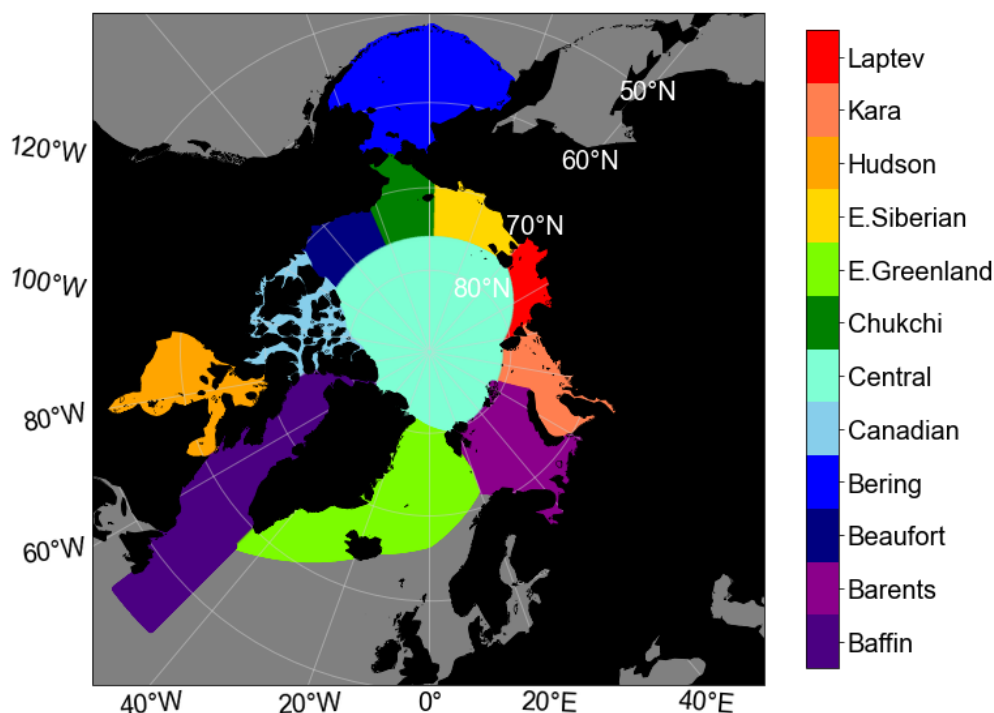 50°N
60°N
70°N
80°N
120°W
100°W
80°W
60°W
40°W
20°W
0°
20°E
40°E
Laptev
Kara
Hudson
E.Siberian
E.Greenland
Chukchi
Central
Canadian
Bering
Beaufort
Barents
Baffin